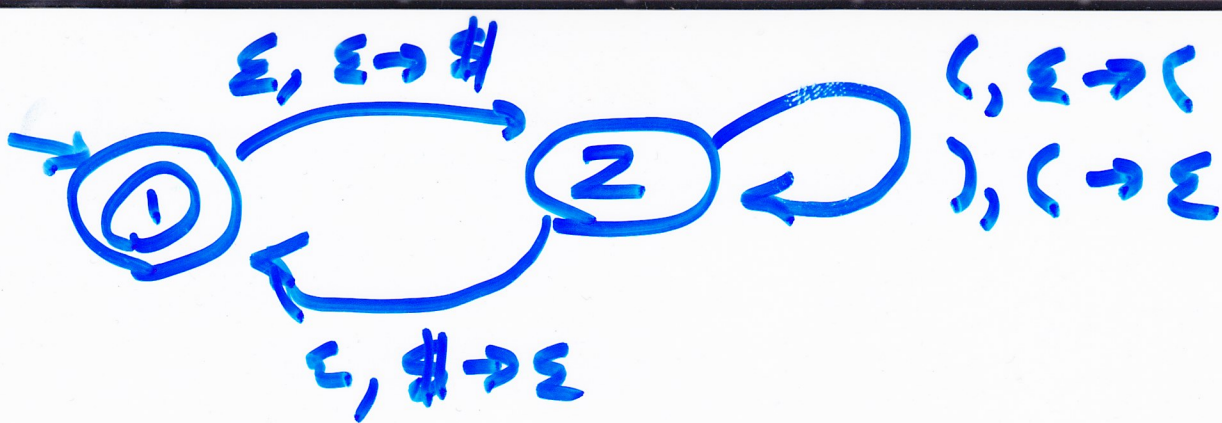 ε, ε→$
(, ε→(
), (→ε
1
2
ε, $→ε